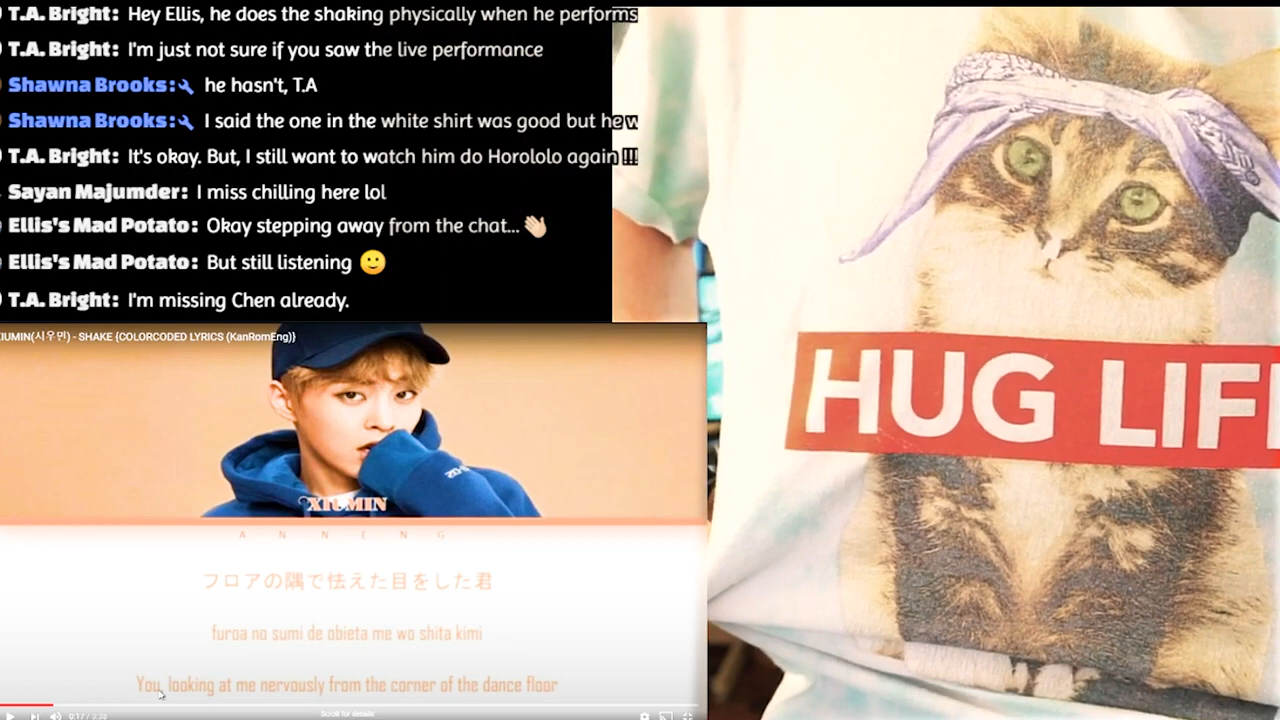 T.A. Bright: Hey Ellis, he does the shaking physically when he performs
T.A. Bright: I'm just not sure if you saw the live performance
Shawna Brooks: he hasn't, T.A
Shawna Brooks: I said the one in the white shirt was good but he w
T.A. Bright: It's okay. But, I still want to watch him do Horololo again !!!
Sayan Majumder: I miss chilling here lol
Ellis's Mad Potato: Okay stepping away from the chat... 👋🏻
Ellis's Mad Potato: But still listening 🙂
T.A. Bright: I'm missing Chen already.
HUG LIF
IUMIN(시우민) - SHAKE {COLORCODED LYRICS (KanRomEng)}
XIUMIN
A N N E N G
フロアの隅で怯えた目をした君
furoa no sumi de obieta me wo shita kimi
You, looking at me nervously from the corner of the dance floor
Scroll for details